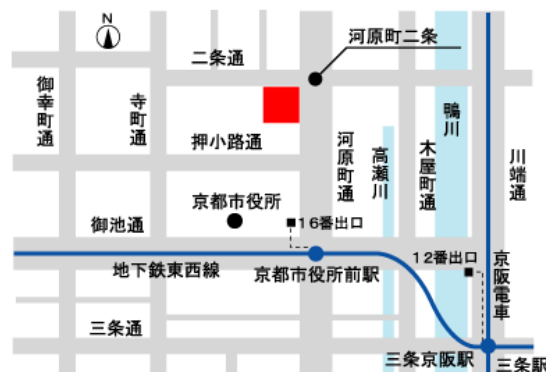 N
河原町二条
二条通
御幸町通
寺町通
鴨川
押小路通
河原町通
高瀬川
木屋町通
川端通
京都市役所
16番出口
御池通
12番出口
京阪電車
地下鉄東西線
京都市役所前駅
三条通
三条京阪駅
三条駅